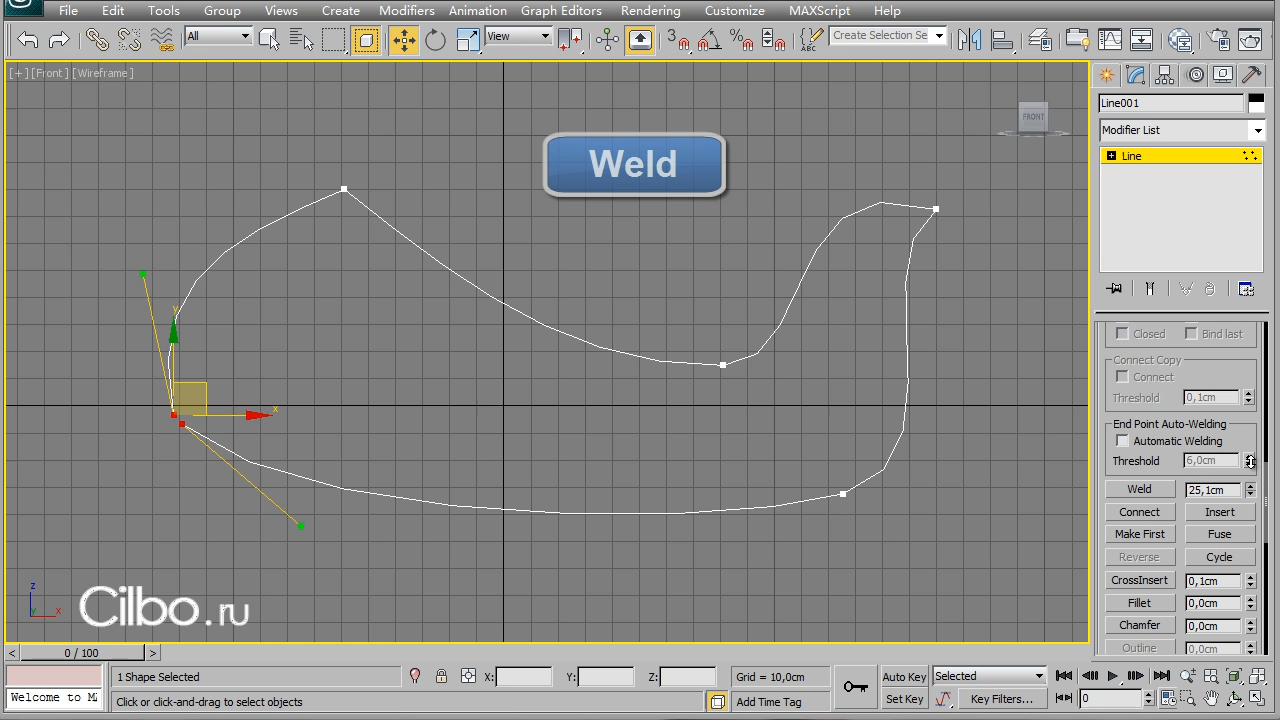 File Edit Tools Group Views Create Modifiers Animation Graph Editors Rendering Customize MAXScript Help
All View 3 % ABC Create Selection Se
[+] [Front] [Wireframe]
FRONT
Weld
Line001
Modifier List
Line
Closed Bind last
Connect Copy
Connect
Threshold 0,1cm
End Point Auto-Welding
Automatic Welding
Threshold 6,0cm
Weld 25,1cm
Connect Insert
Make First Fuse
Reverse Cycle
CrossInsert 0,1cm
Fillet 0,0cm
Chamfer 0,0cm
Outline 0,0cm
y
x
z
y x
Cilbo.ru
< 0 / 100 >
1 Shape Selected X: Y: Z: Grid = 10,0cm Auto Key Selected
Welcome to M Click or click-and-drag to select objects Add Time Tag Set Key Key Filters... 0